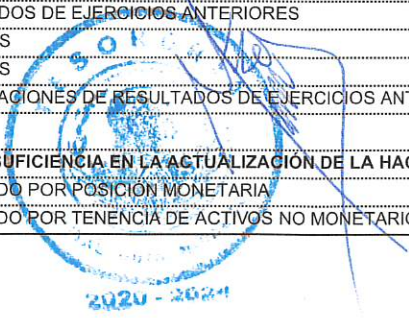 DOS DE EJERCICIOS ANTERIORES
S
S
ACIONES DE RESULTADOS DE EJERCICIOS ANT
SUFICIENCIA EN LA ACTUALIZACIÓN DE LA HAC
DO POR POSICIÓN MONETARIA
DO POR TENENCIA DE ACTIVOS NO MONETARIO
2020 - 2024